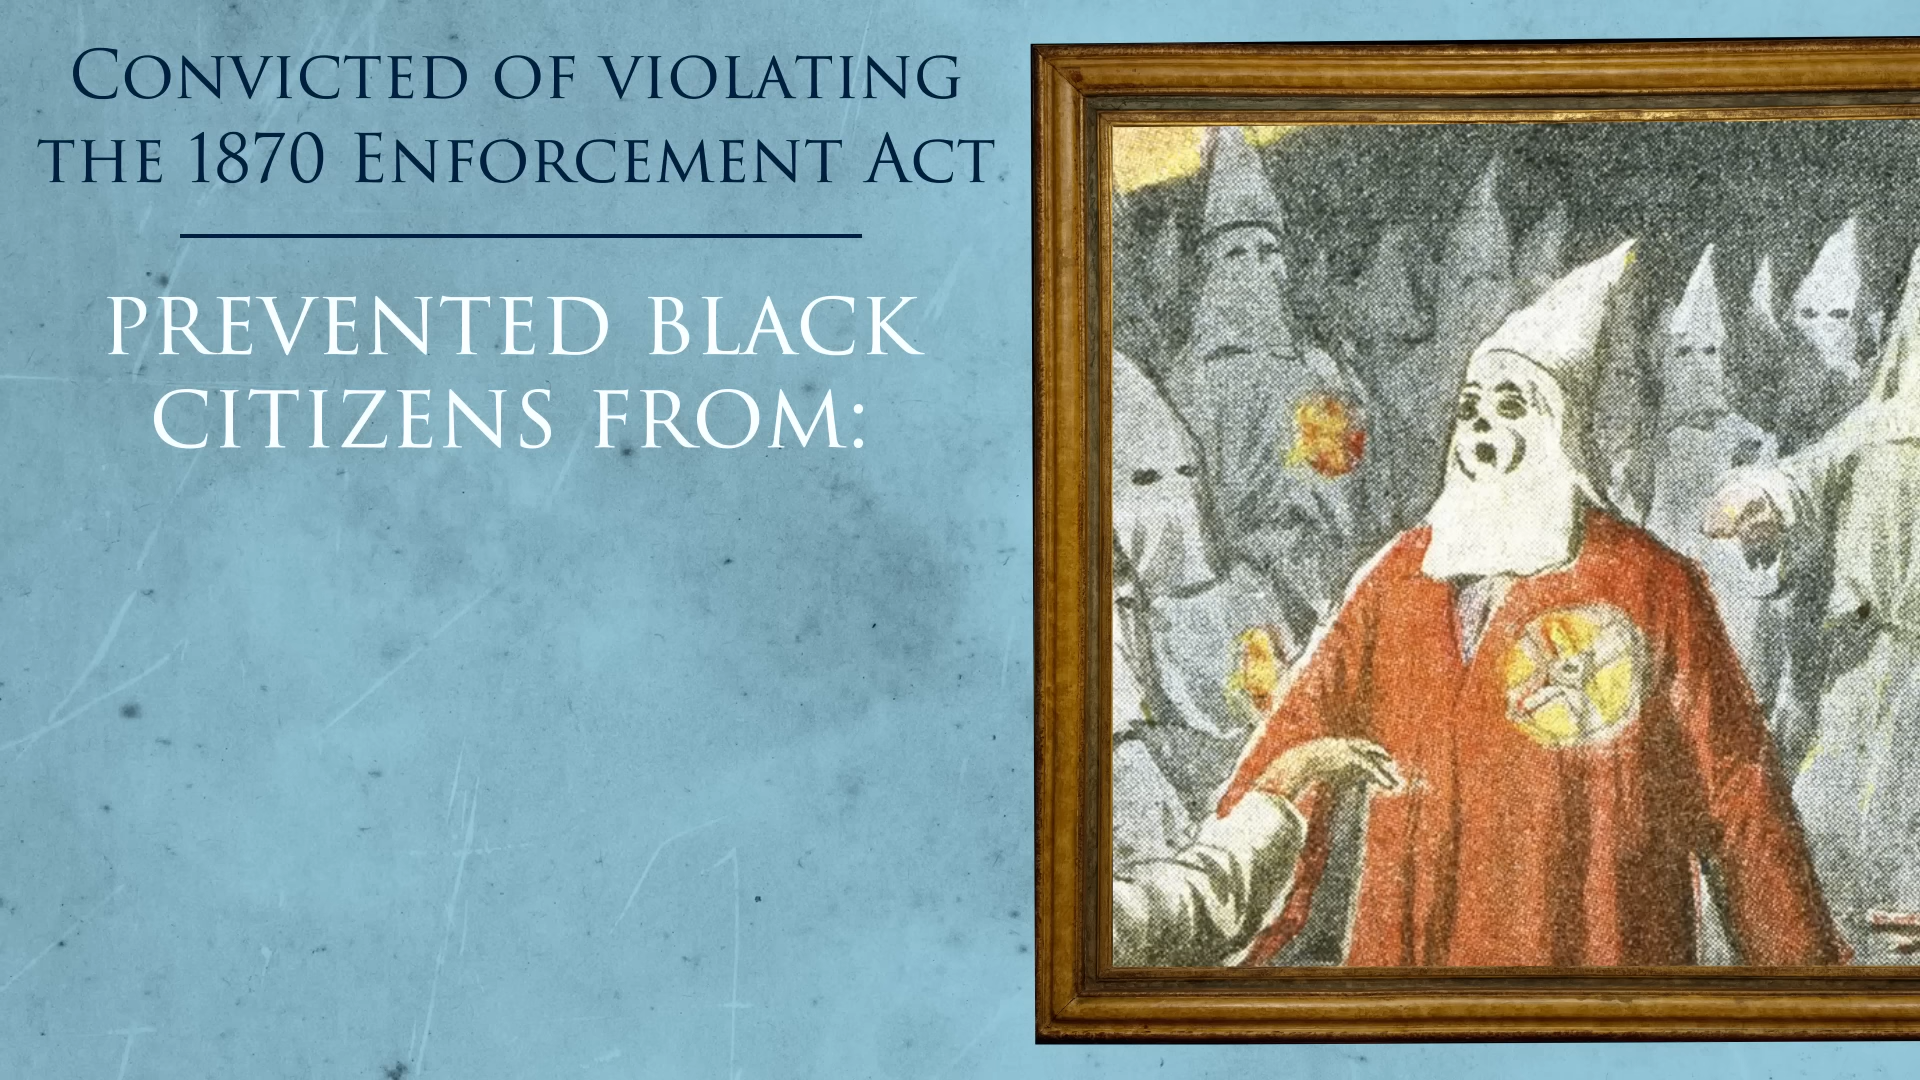 Convicted of violating
the 1870 Enforcement Act
PREVENTED BLACK
CITIZENS FROM: